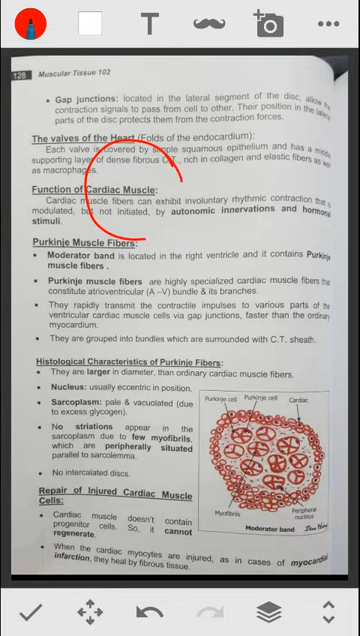 T
128 Muscular Tissue 102
• Gap junctions: located in the lateral segment of the disc, allow the
contraction signals to pass from cell to other. Their position in the lateral
parts of the disc protects them from the contraction forces.
The valves of the Heart (Folds of the endocardium):
Each valve is covered by simple squamous epithelium and has a middle
supporting layer of dense fibrous C.T., rich in collagen and elastic fibers as well
as macrophages.
Function of Cardiac Muscle:
Cardiac muscle fibers can exhibit involuntary rhythmic contraction that is
modulated, but not initiated, by autonomic innervations and hormonal
stimuli.
Purkinje Muscle Fibers:
• Moderator band is located in the right ventricle and it contains Purkinje
muscle fibers .
• Purkinje muscle fibers are highly specialized cardiac muscle fibers that
constitute atrioventricular (A –V) bundle & its branches.
• They rapidly transmit the contractile impulses to various parts of the
ventricular cardiac muscle cells via gap junctions, faster than the ordinary
myocardium.
• They are grouped into bundles which are surrounded with C.T. sheath.
Histological Characteristics of Purkinje Fibers:
• They are larger in diameter, than ordinary cardiac muscle fibers.
• Nucleus: usually eccentric in position.
• Sarcoplasm: pale & vacuolated (due
to excess glycogen).
• No striations appear in the
sarcoplasm due to few myofibrils,
which are peripherally situated
parallel to sarcolemma.
• No intercalated discs.
Purkinje cell Purkinje cell Cardiac
Myofibrils
Peripheral
nucleus
Moderator band
Repair of Injured Cardiac Muscle
Cells:
• Cardiac muscle doesn't contain
progenitor cells. So, it cannot
regenerate.
• When the cardiac myocytes are injured, as in cases of myocardial
infarction, they heal by fibrous tissue.